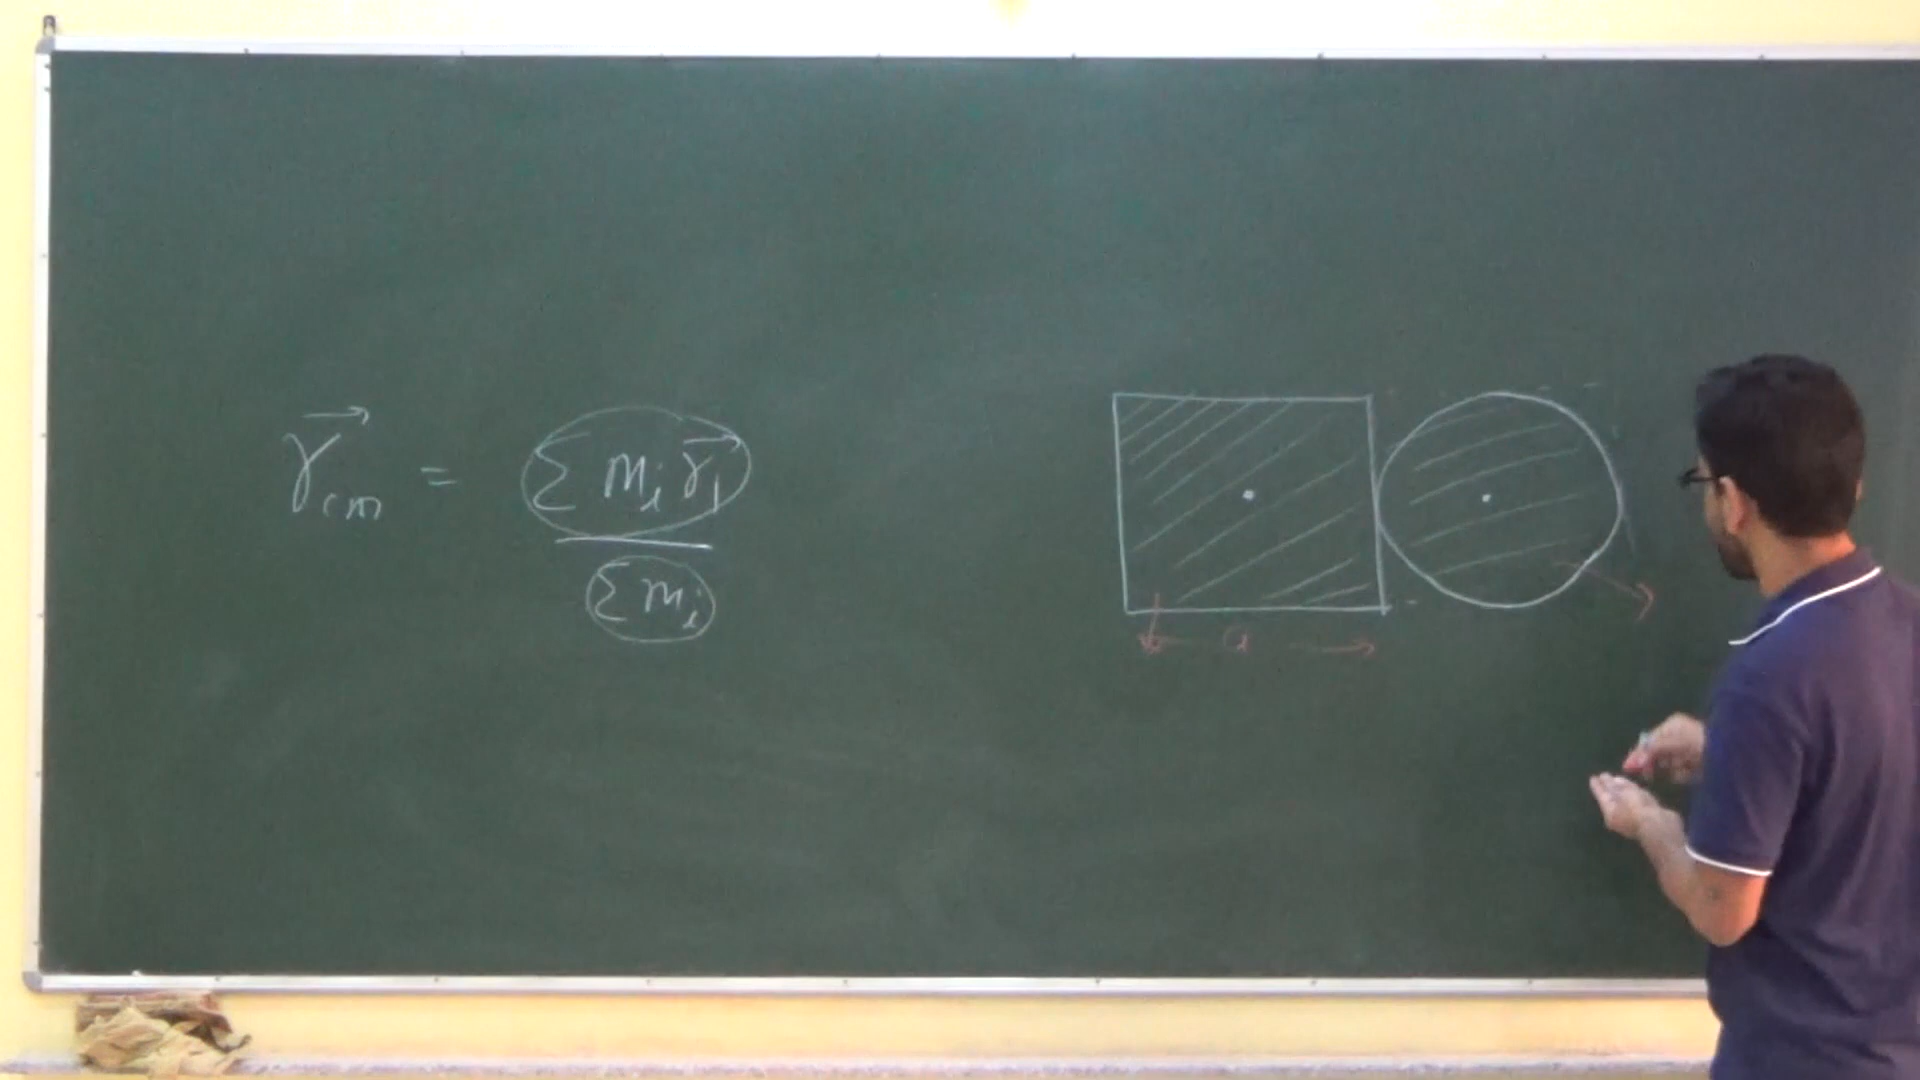 r⃗cm = Σ mi r⃗i
Σ mi
a